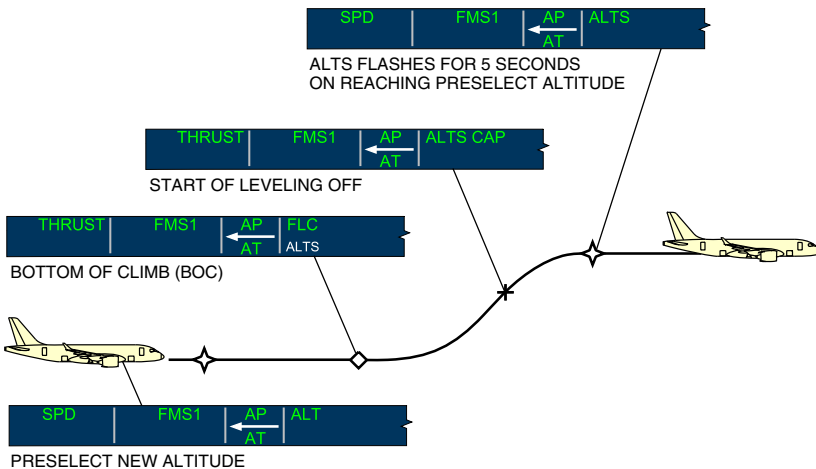 SPD FMS1 AP ALTS
AT
ALTS FLASHES FOR 5 SECONDS
ON REACHING PRESELECT ALTITUDE
THRUST FMS1 AP ALTS CAP
AT
START OF LEVELING OFF
THRUST FMS1 AP FLC
AT ALTS
BOTTOM OF CLIMB (BOC)
SPD FMS1 AP ALT
AT
PRESELECT NEW ALTITUDE